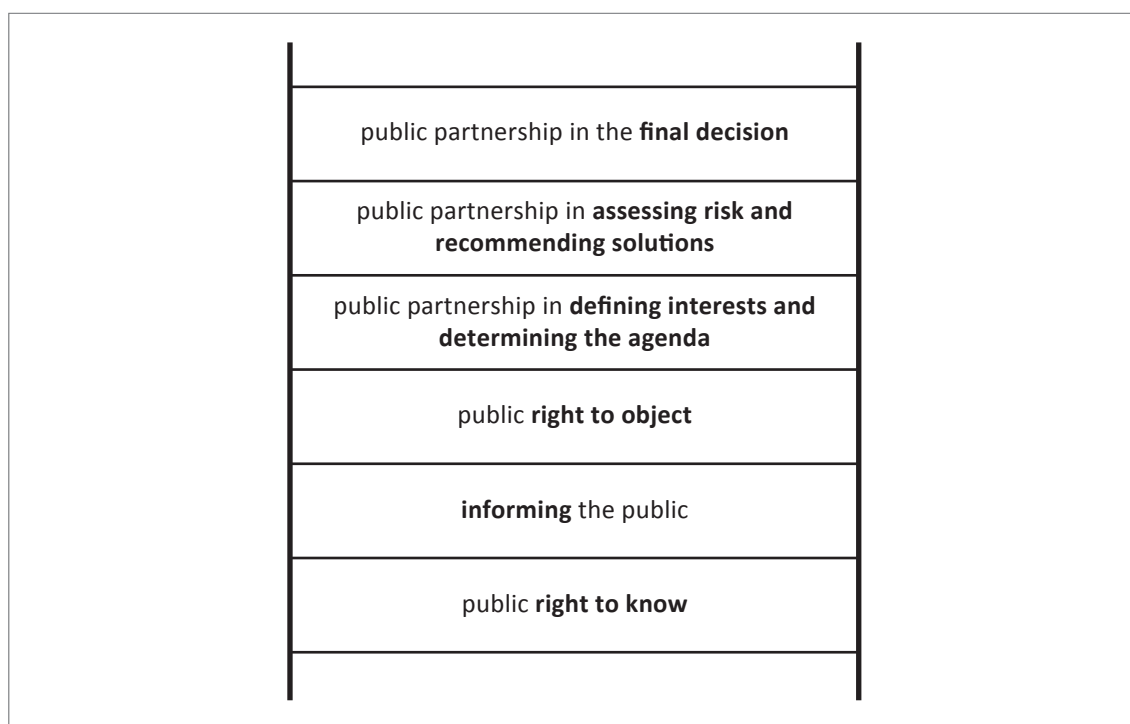 public partnership in the final decision
public partnership in assessing risk and
recommending solutions
public partnership in defining interests and
determining the agenda
public right to object
informing the public
public right to know